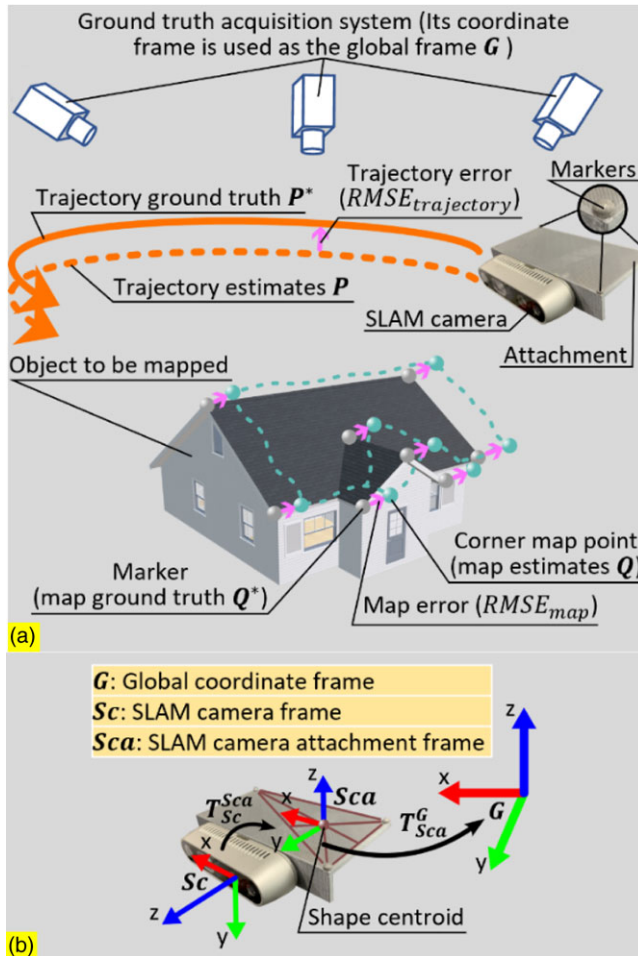 Ground truth acquisition system (Its coordinate
frame is used as the global frame G )
Trajectory error
(RMSE_trajectory)
Markers
Trajectory ground truth P*
Trajectory estimates P
SLAM camera
Attachment
Object to be mapped
Corner map point
(map estimates Q)
Marker
(map ground truth Q*)
Map error (RMSE_map)
(a)
G: Global coordinate frame
Sc: SLAM camera frame
Sca: SLAM camera attachment frame
z
z
x
T_Sc^Sca
x
Sca
T_Sca^G
G
x
y
y
Sc
z
y
Shape centroid
(b)